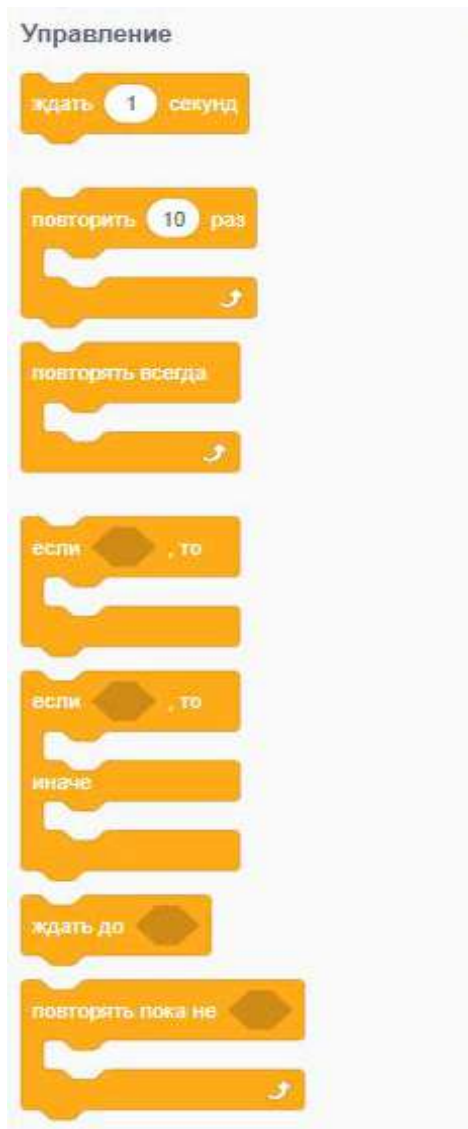 Управление
ждать 1 секунд
повторить 10 раз
повторять всегда
если , то
если , то
иначе
ждать до
повторять пока не